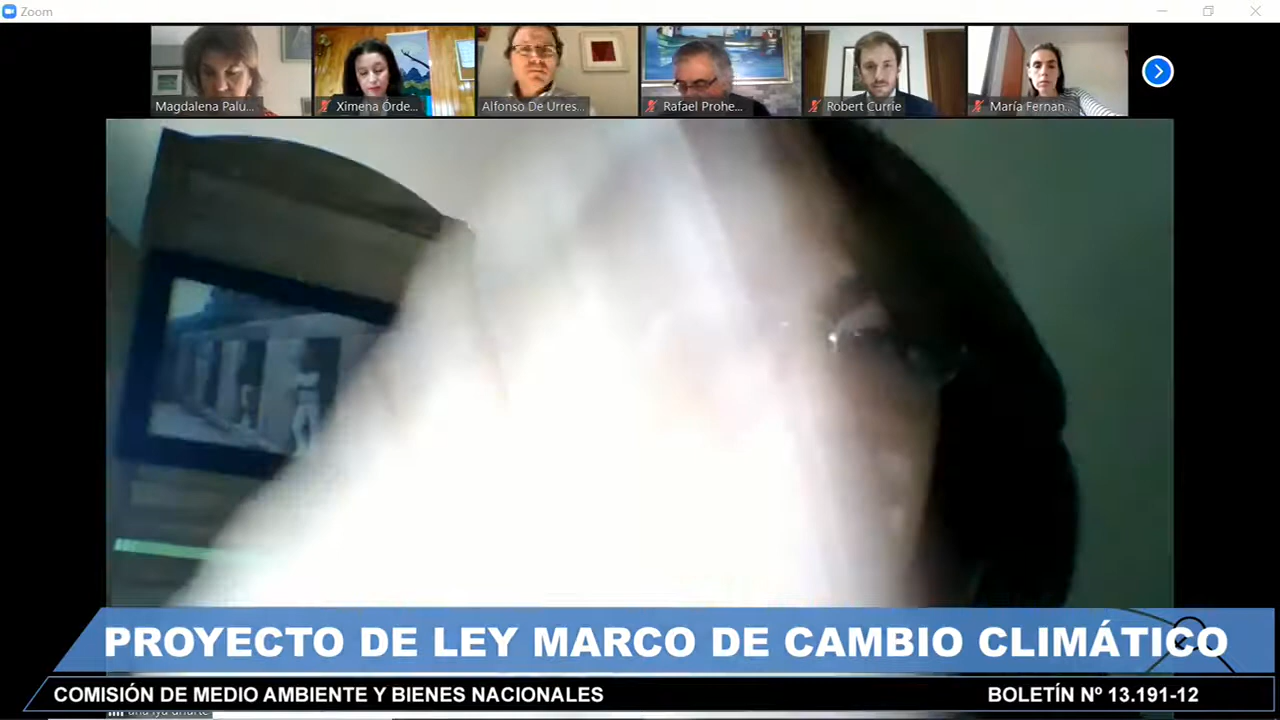 Zoom
Magdalena Palu...
Ximena Órde...
Alfonso De Urres...
Rafael Prohe...
Robert Currie
María Fernan...
PROYECTO DE LEY MARCO DE CAMBIO CLIMÁTICO
COMISIÓN DE MEDIO AMBIENTE Y BIENES NACIONALES
BOLETÍN Nº 13.191-12